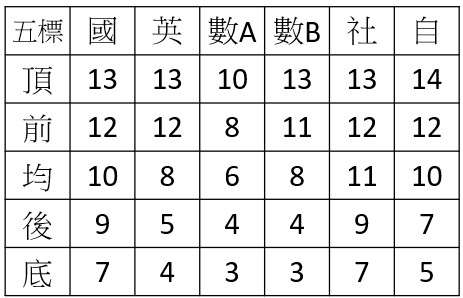 五標 國 英 數A 數B 社 自
頂 13 13 10 13 13 14
前 12 12 8 11 12 12
均 10 8 6 8 11 10
後 9 5 4 4 9 7
底 7 4 3 3 7 5